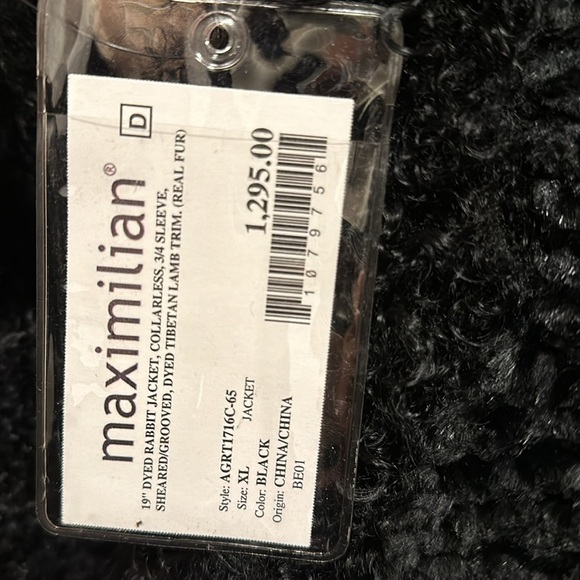 maximilian® D
19" DYED RABBIT JACKET, COLLARLESS, 3/4 SLEEVE,
SHEARED/GROOVED, DYED TIBETAN LAMB TRIM. (REAL FUR)
Style: AGRT1716C-65
Size: XL JACKET
Color: BLACK
Origin: CHINA/CHINA
BE01
1,295.00
1079756